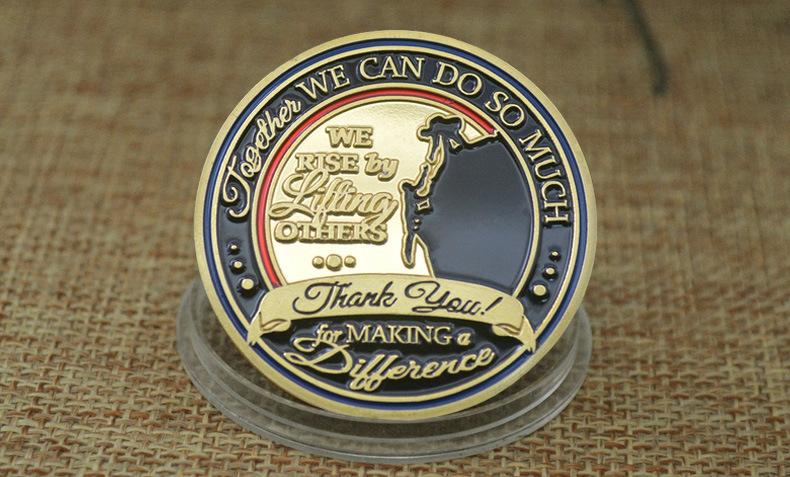 Together WE CAN DO SO MUCH
WE
RISE by
Lifting
OTHERS
Thank You!
for MAKING a
Difference